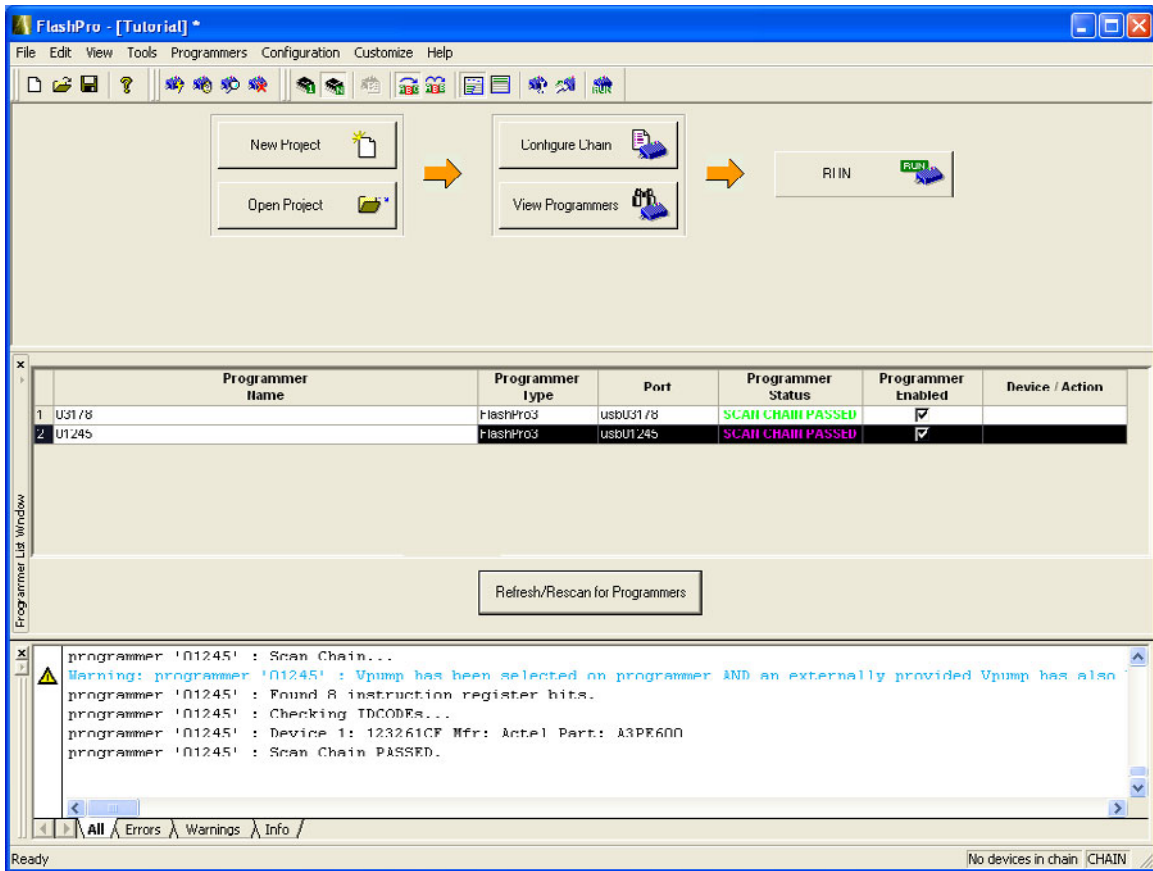 FlashPro - [Tutorial] *
File Edit View Tools Programmers Configuration Customize Help
New Project
Configure Chain
RUN
Open Project
View Programmers
Programmer Name Programmer Type Port Programmer Status Programmer Enabled Device / Action
1 03178 FlashPro3 usb03178 SCAN CHAIN PASSED
2 01245 FlashPro3 usb01245 SCAN CHAIN PASSED
Programmer List Window
Refresh/Rescan for Programmers
programmer '01245' : Scan Chain...
Warning: programmer '01245' : Vpump has been selected on programmer AND an externally provided Vpump has also
programmer '01245' : Found 8 instruction register bits.
programmer '01245' : Checking IDCODEs...
programmer '01245' : Device 1: 123261CF Mfr: Actel Part: A3PE600
programmer '01245' : Scan Chain PASSED.
All Errors Warnings Info
Ready
No devices in chain CHAIN